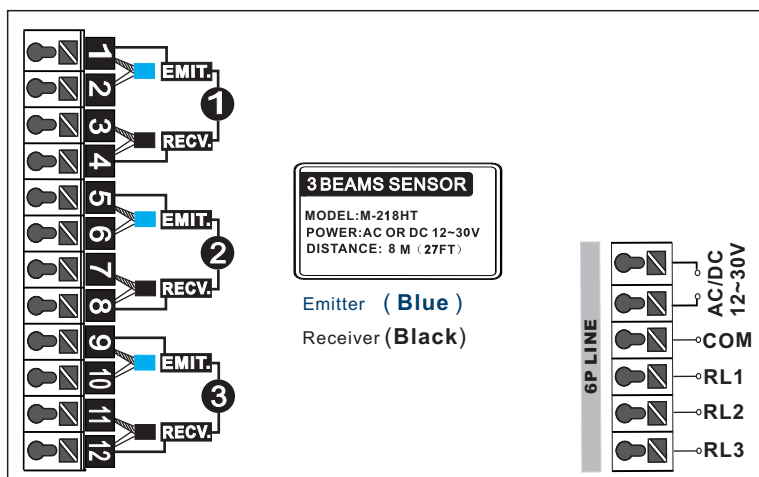 1
2
3
4
5
6
7
8
9
10
11
12
EMIT.
RECV.
1
EMIT.
RECV.
2
EMIT.
RECV.
3
3 BEAMS SENSOR
MODEL:M-218HT
POWER:AC OR DC 12~30V
DISTANCE: 8 M (27FT)
Emitter (Blue)
Receiver (Black)
6P LINE
AC/DC
12~30V
COM
RL1
RL2
RL3